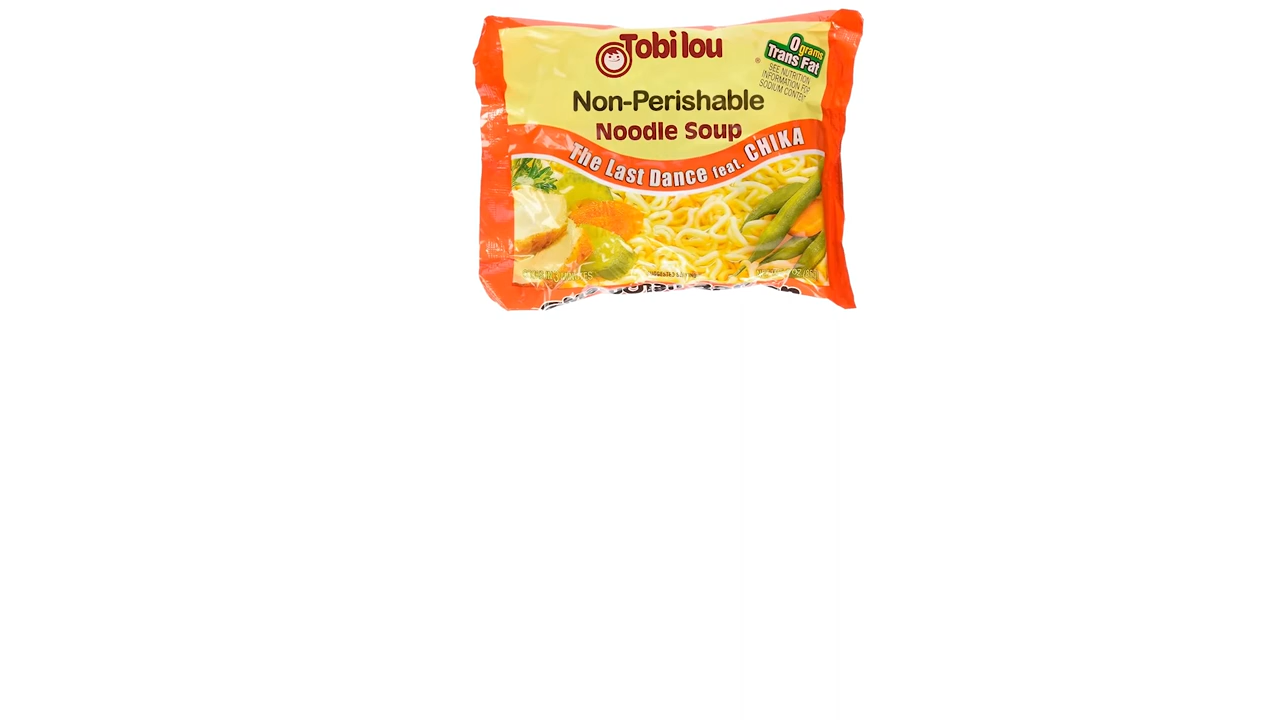 Tobi lou
®
0 grams
Trans Fat
SEE NUTRITION
INFORMATION FOR
SODIUM CONTENT
Non-Perishable
Noodle Soup
The Last Dance feat. CHIKA